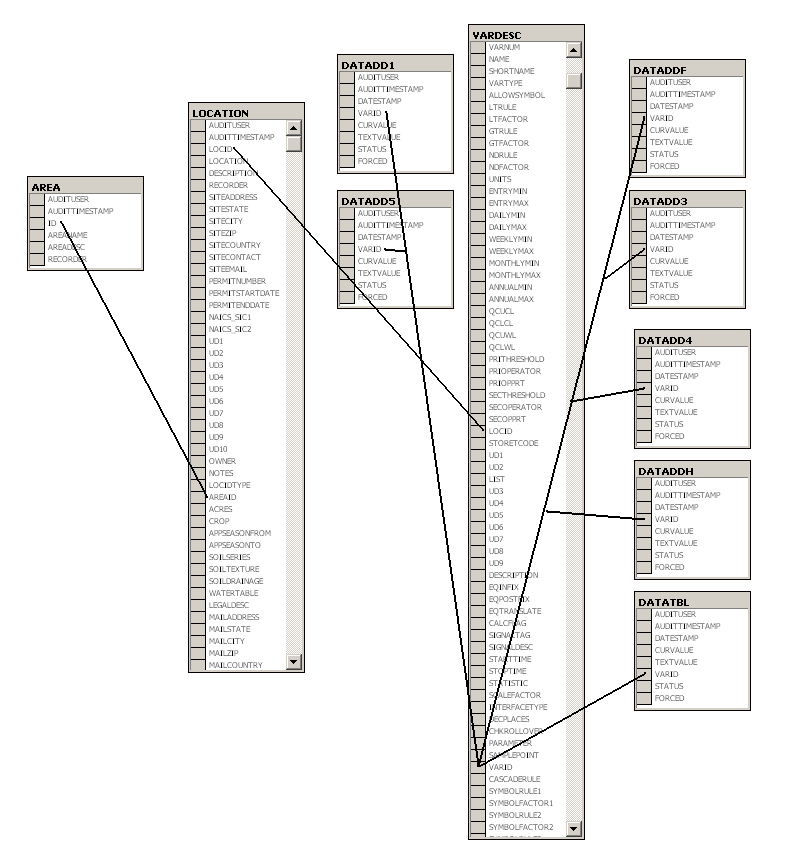 AREA
AUDITUSER
AUDITTIMESTAMP
ID
AREANAME
AREADESC
RECORDER
LOCATION
AUDITUSER
AUDITTIMESTAMP
LOCID
LOCATION
DESCRIPTION
RECORDER
SITEADDRESS
SITESTATE
SITECITY
SITEZIP
SITECOUNTRY
SITECONTACT
SITEEMAIL
PERMITNUMBER
PERMITSTARTDATE
PERMITENDDATE
NAICS_SIC1
NAICS_SIC2
UD1
UD2
UD3
UD4
UD5
UD6
UD7
UD8
UD9
UD10
OWNER
NOTES
LOCIDTYPE
AREAID
ACRES
CROP
APPSEASONFROM
APPSEASONTO
SOILSERIES
SOILTEXTURE
SOILDRAINAGE
WATERTABLE
LEGALDESC
MAILADDRESS
MAILSTATE
MAILCITY
MAILZIP
MAILCOUNTRY
DATADD1
AUDITUSER
AUDITTIMESTAMP
DATESTAMP
VARID
CURVALUE
TEXTVALUE
STATUS
FORCED
DATADD5
AUDITUSER
AUDITTIMESTAMP
DATESTAMP
VARID
CURVALUE
TEXTVALUE
STATUS
FORCED
VARDESC
VARNUM
NAME
SHORTNAME
VARTYPE
ALLOWSYMBOL
LTRULE
LTFACTOR
GTRULE
GTFACTOR
NDRULE
NDFACTOR
UNITS
ENTRYMIN
ENTRYMAX
DAILYMIN
DAILYMAX
WEEKLYMIN
WEEKLYMAX
MONTHLYMIN
MONTHLYMAX
ANNUALMIN
ANNUALMAX
QCUCL
QCLCL
QCUWL
QCLWL
PRITHRESHOLD
PRIOPERATOR
PRIOPPRT
SECTHRESHOLD
SECOPERATOR
SECOPPRT
LOCID
STORETCODE
UD1
UD2
LIST
UD3
UD4
UD5
UD6
UD7
UD8
UD9
DESCRIPTION
EQINFIX
EQPOSTFIX
EQTRANSLATE
CALCFLAG
SIGNALTAG
SIGNALDESC
STARTTIME
STOPTIME
STATISTIC
SCALEFACTOR
INTERFACETYPE
DECPLACES
CHKROLLOVER
PARAMETER
SAMPLEPOINT
VARID
CASCADERULE
SYMBOLRULE1
SYMBOLFACTOR1
SYMBOLRULE2
SYMBOLFACTOR2
DATADDF
AUDITUSER
AUDITTIMESTAMP
DATESTAMP
VARID
CURVALUE
TEXTVALUE
STATUS
FORCED
DATADD3
AUDITUSER
AUDITTIMESTAMP
DATESTAMP
VARID
CURVALUE
TEXTVALUE
STATUS
FORCED
DATADD4
AUDITUSER
AUDITTIMESTAMP
DATESTAMP
VARID
CURVALUE
TEXTVALUE
STATUS
FORCED
DATADDH
AUDITUSER
AUDITTIMESTAMP
DATESTAMP
VARID
CURVALUE
TEXTVALUE
STATUS
FORCED
DATATBL
AUDITUSER
AUDITTIMESTAMP
DATESTAMP
CURVALUE
TEXTVALUE
VARID
STATUS
FORCED